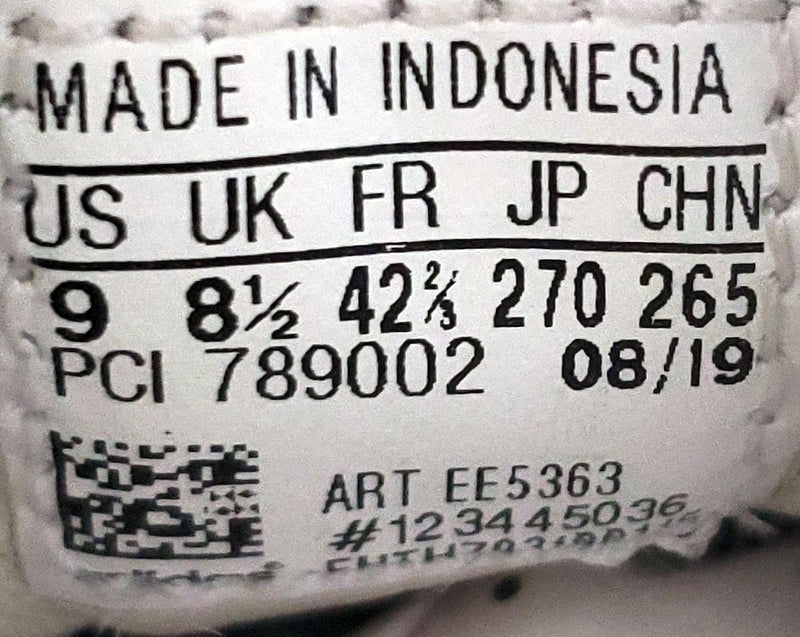 MADE IN INDONESIA
US UK FR JP CHN
9 8½ 42⅔ 270 265
PCI 789002 08/19
ART EE5363
#123445036